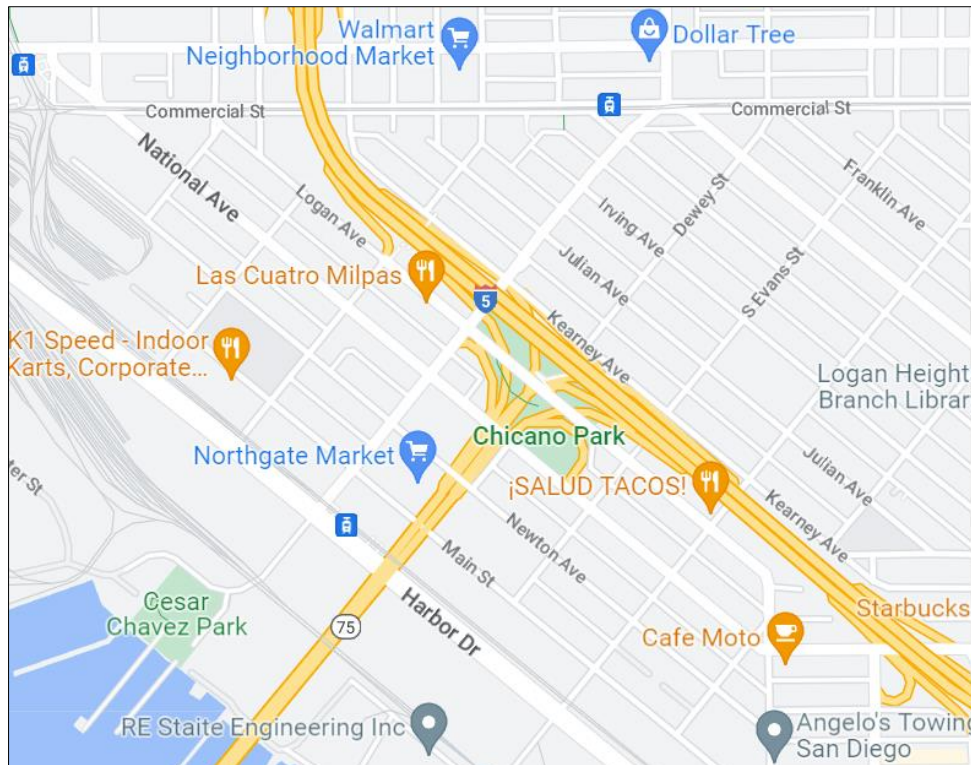 Walmart
Neighborhood Market
Dollar Tree
Commercial St
Commercial St
National Ave
Logan Ave
Irving Ave
Dewey St
Franklin Ave
Julian Ave
S Evans St
Las Cuatro Milpas
5
Kearney Ave
K1 Speed - Indoor
Karts, Corporate...
Logan Height
Branch Librar
Chicano Park
Northgate Market
¡SALUD TACOS!
Julian Ave
Kearney Ave
ter St
Newton Ave
Main St
Cesar
Chavez Park
75
Harbor Dr
Starbucks
Cafe Moto
RE Staite Engineering Inc
Angelo's Towing
San Diego